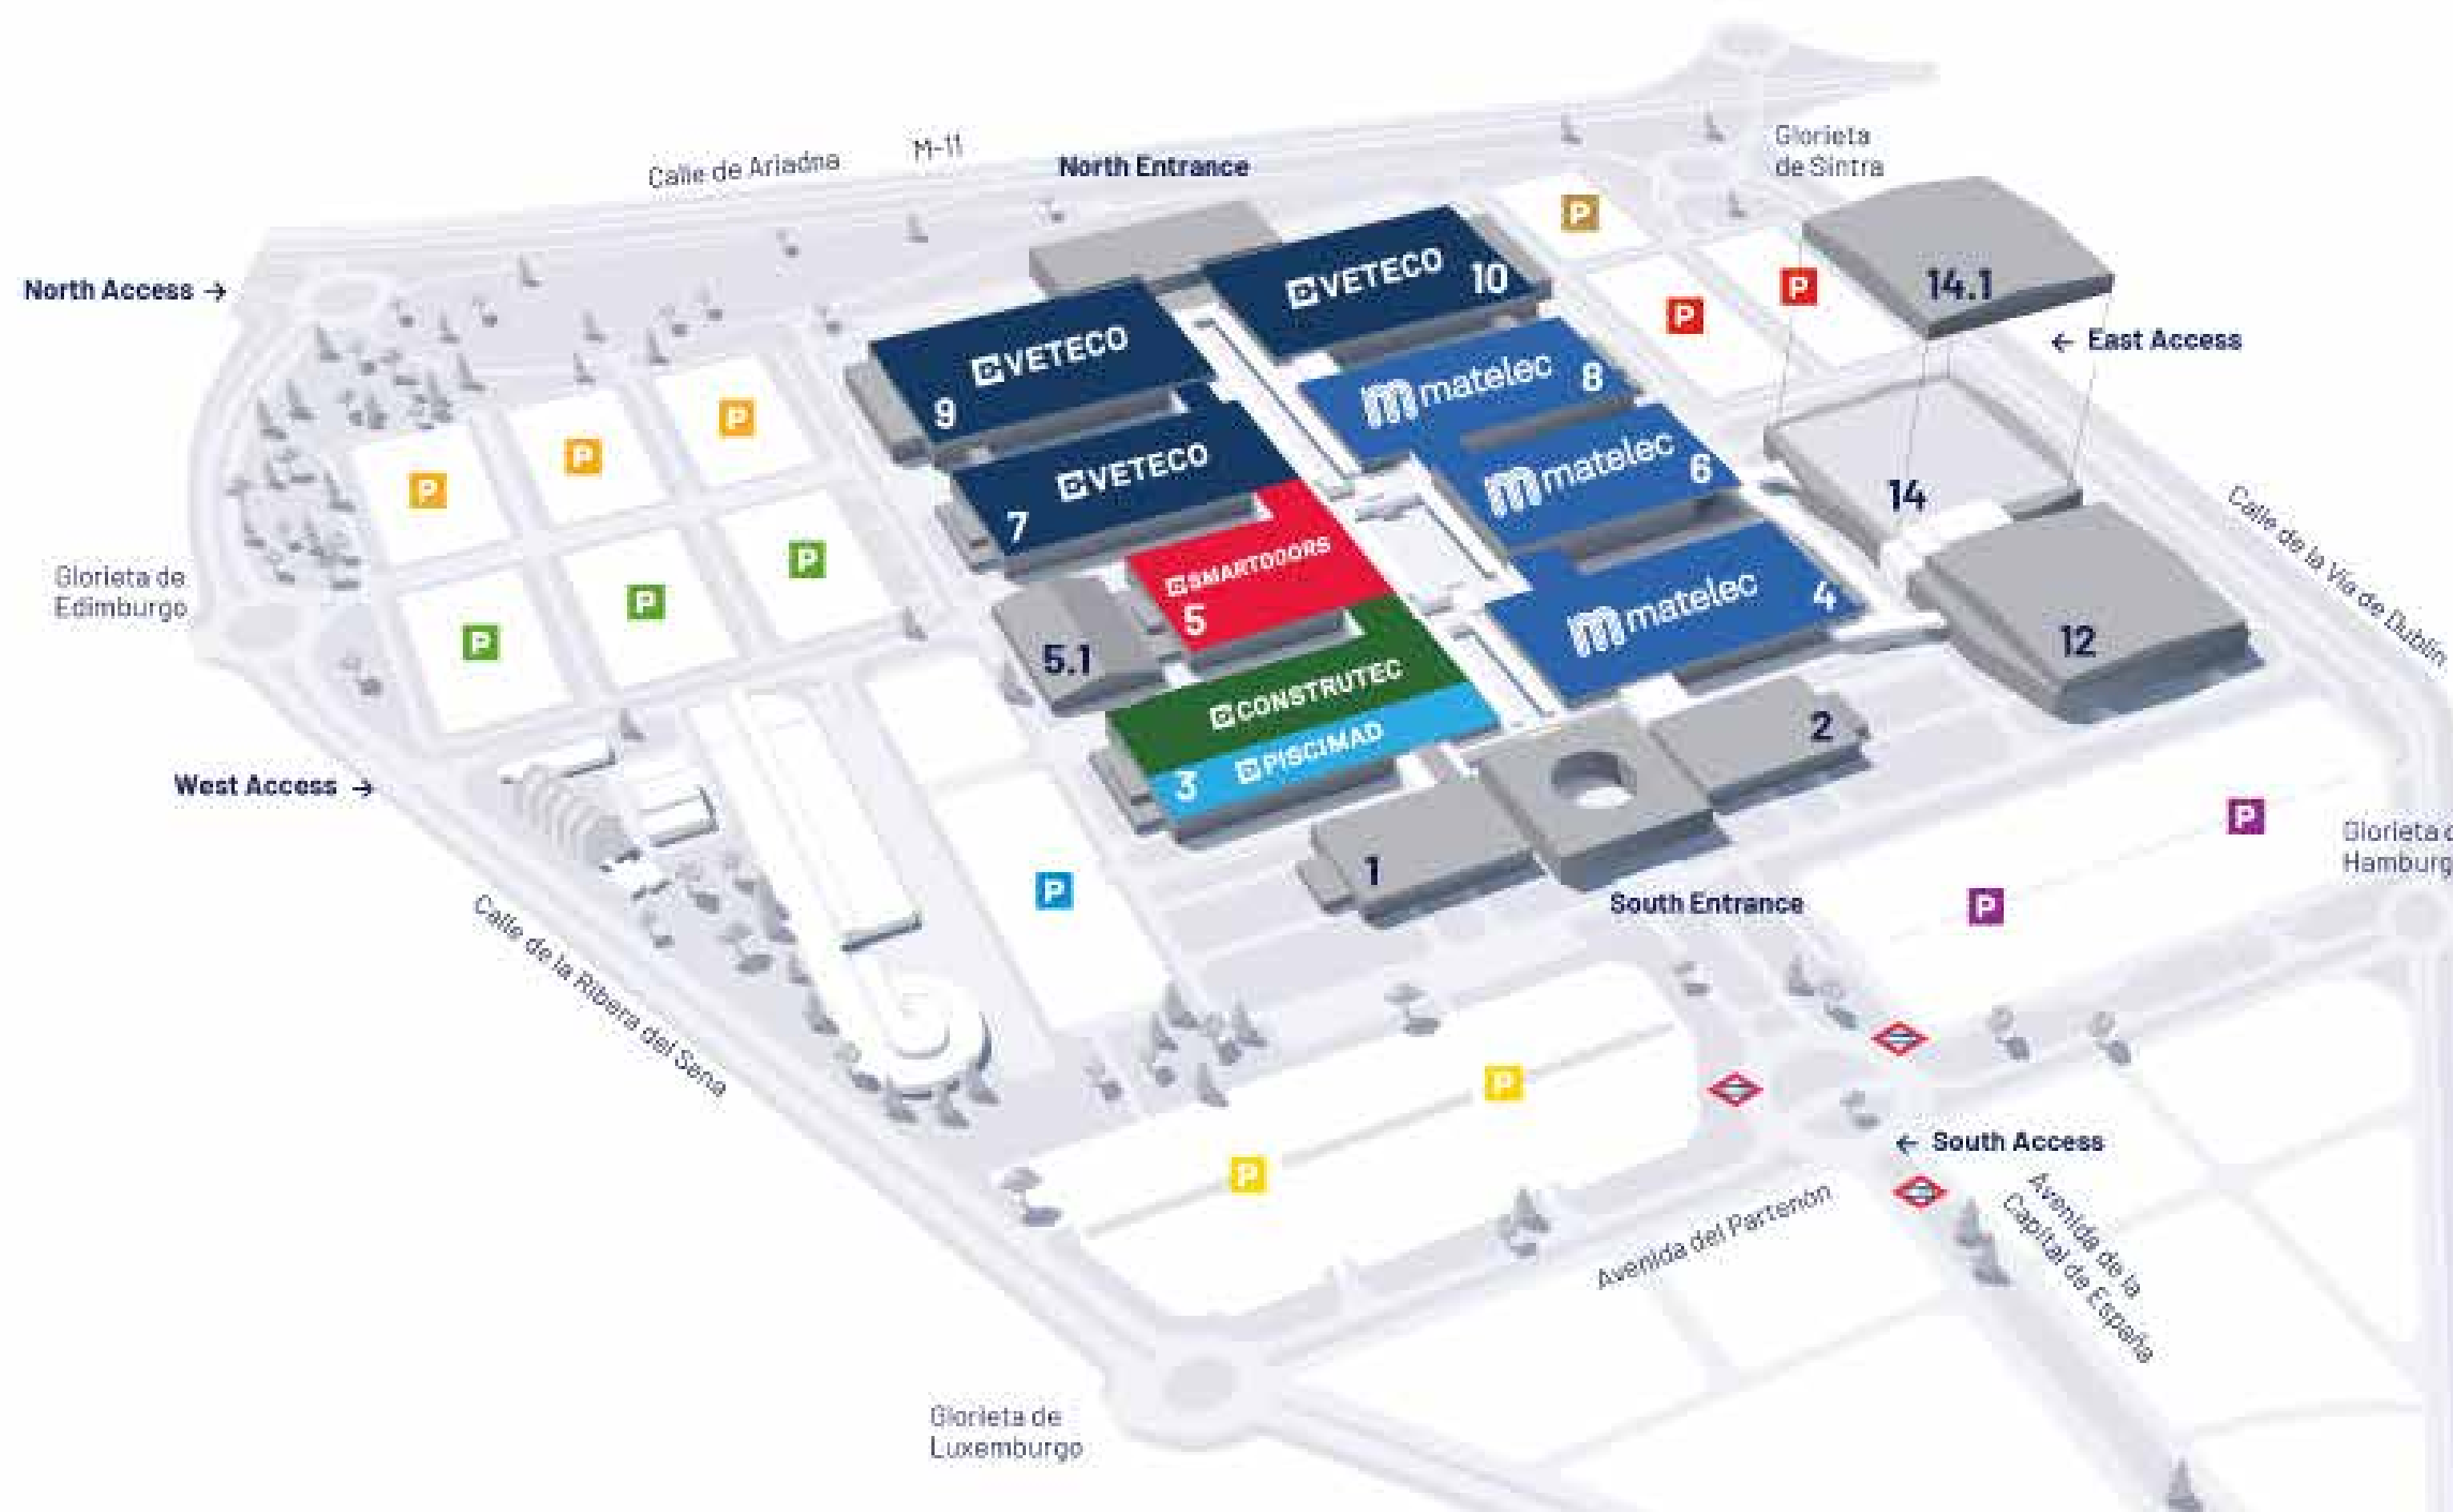 Calle de Ariadna
M-11
North Entrance
Glorieta
de Sintra
P
VETECO
10
14.1
P
P
North Access →
← East Access
VETECO
9
matelec
8
P
P
P
VETECO
7
matelec
6
14
Calle de la Vía de Dublín
Glorieta de
Edimburgo
P
P
P
SMARTDOORS
5
matelec
4
5.1
12
CONSTRUTEC
PISCIMAD
3
2
West Access →
1
P
P
P
South Entrance
Glorieta
Hamburg
Calle de la Ribera del Sena
P
P
← South Access
Avenida del Partenón
Avenida de la
Capital de España
Glorieta de
Luxemburgo